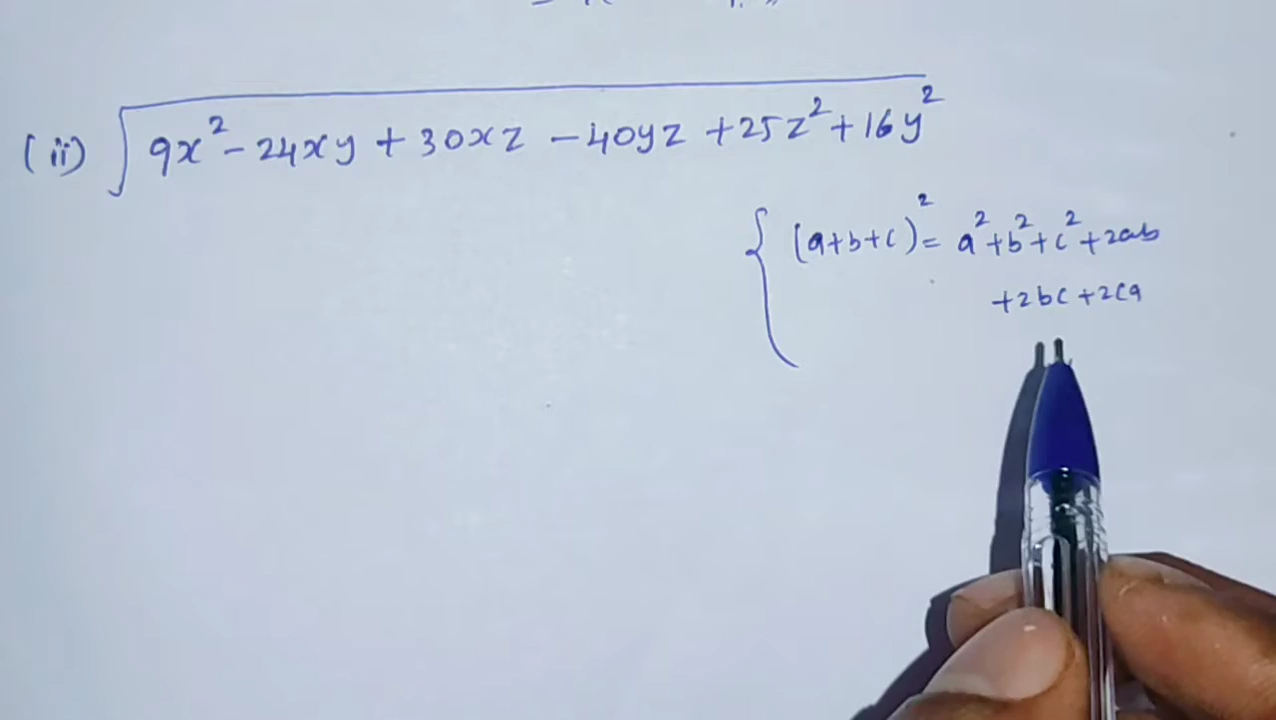 (ii) √9x² - 24xy + 30xz - 40yz + 25z² + 16y²
{ (a+b+c)² = a² + b² + c² + 2ab
+ 2bc + 2ca